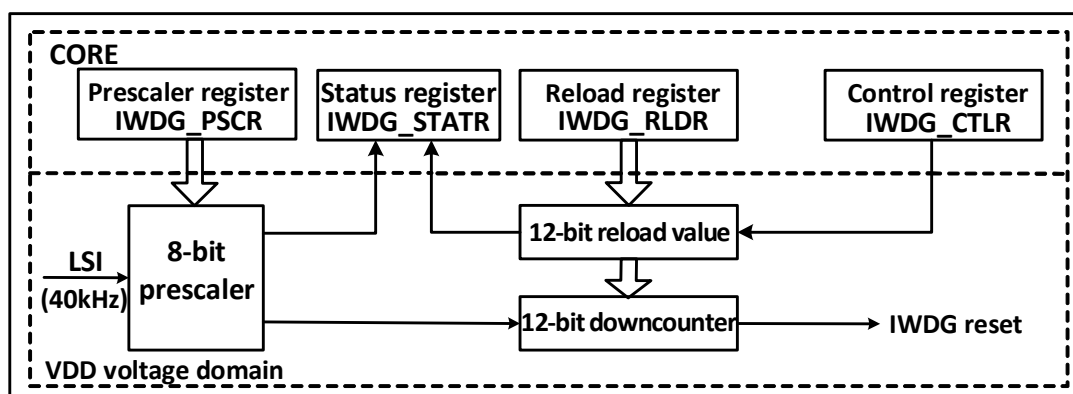 CORE
Prescaler register
IWDG_PSCR
Status register
IWDG_STATR
Reload register
IWDG_RLDR
Control register
IWDG_CTLR
LSI
(40kHz)
8-bit
prescaler
12-bit reload value
12-bit downcounter
IWDG reset
VDD voltage domain